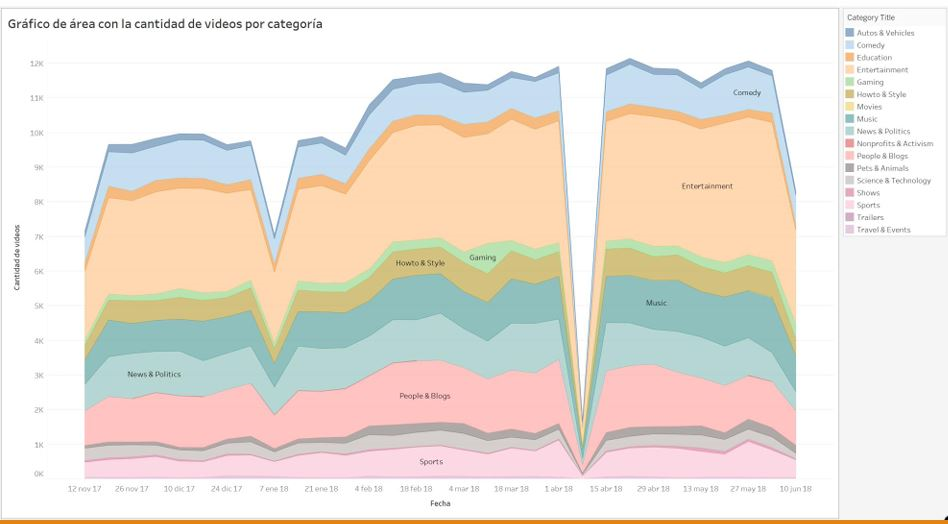 Gráfico de área con la cantidad de videos por categoría
Category Title
Autos & Vehicles
Comedy
Education
Entertainment
Gaming
Howto & Style
Movies
Music
News & Politics
Nonprofits & Activism
People & Blogs
Pets & Animals
Science & Technology
Shows
Sports
Trailers
Travel & Events
Cantidad de videos
12K
11K
10K
9K
8K
7K
6K
5K
4K
3K
2K
1K
0K
Comedy
Entertainment
Gaming
Howto & Style
Music
News & Politics
People & Blogs
Sports
12 nov 17 26 nov 17 10 dic 17 24 dic 17 7 ene 18 21 ene 18 4 feb 18 18 feb 18 4 mar 18 18 mar 18 1 abr 18 15 abr 18 29 abr 18 13 may 18 27 may 18 10 jun 18
Fecha